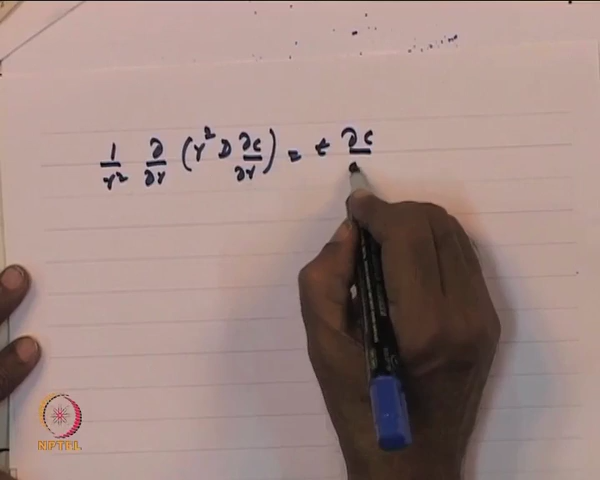 1/r² ∂/∂r (r² D ∂c/∂r) = ε ∂c/
NPTEL